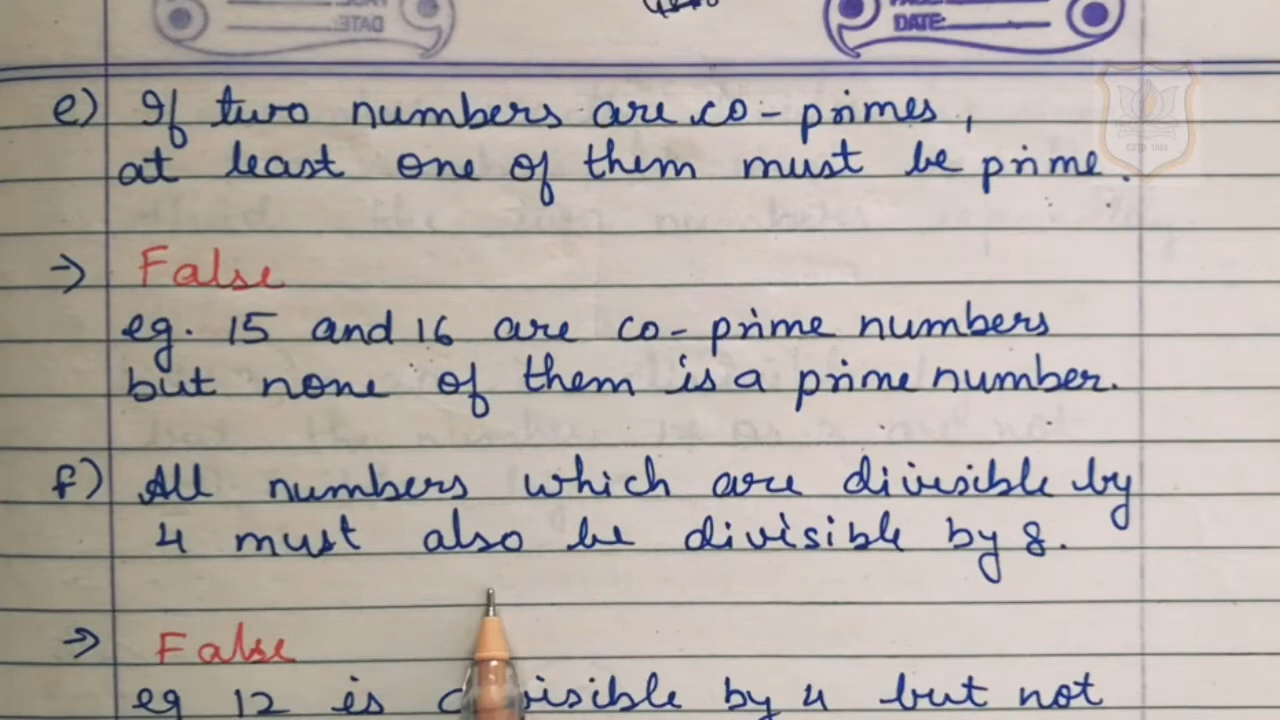 DATE:
DATE:
e) If two numbers are co-primes,
at least one of them must be prime.
→ False
eg. 15 and 16 are co-prime numbers
but none of them is a prime number.
f) All numbers which are divisible by
4 must also be divisible by 8.
→ False
eg 12 is divisible by 4 but not